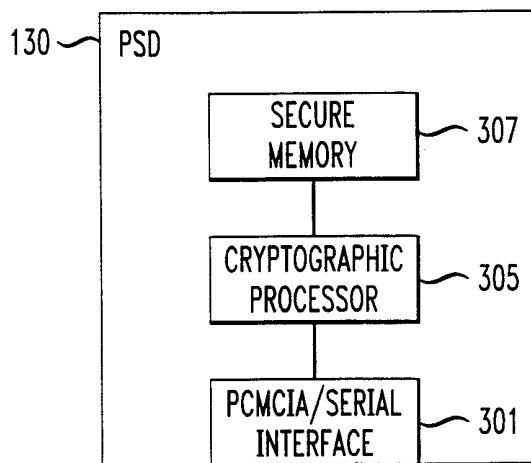 130 PSD
SECURE
MEMORY
307
CRYPTOGRAPHIC
PROCESSOR
305
PCMCIA/SERIAL
INTERFACE
301